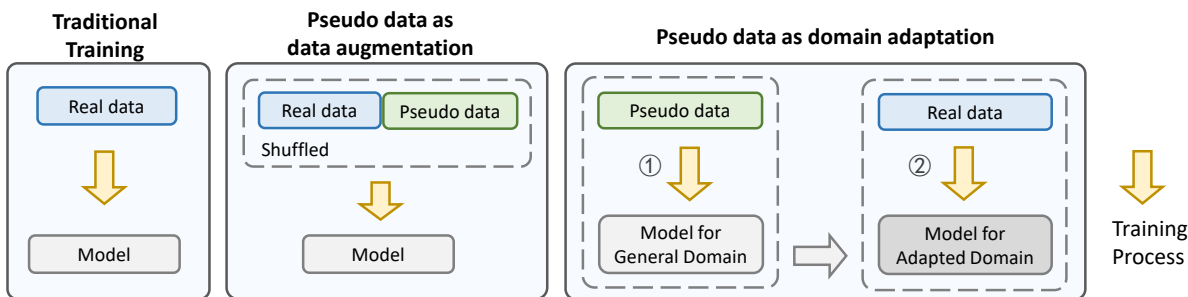 Traditional
Training
Real data
Model
Pseudo data as
data augmentation
Real data
Pseudo data
Shuffled
Model
Pseudo data as domain adaptation
Pseudo data
①
Model for
General Domain
Real data
②
Model for
Adapted Domain
Training
Process